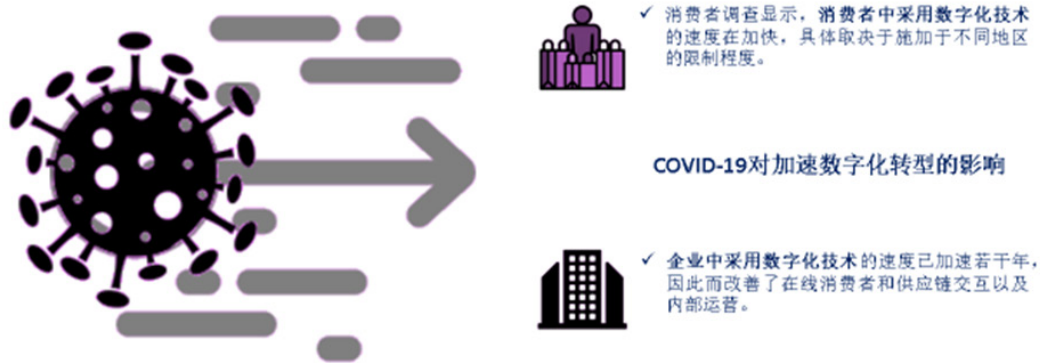 ✓ 消费者调查显示，消费者中采用数字化技术
的速度在加快，具体取决于施加于不同地区
的限制程度。
COVID-19对加速数字化转型的影响
✓ 企业中采用数字化技术的速度已加速若干年，
因此而改善了在线消费者和供应链交互以及
内部运营。